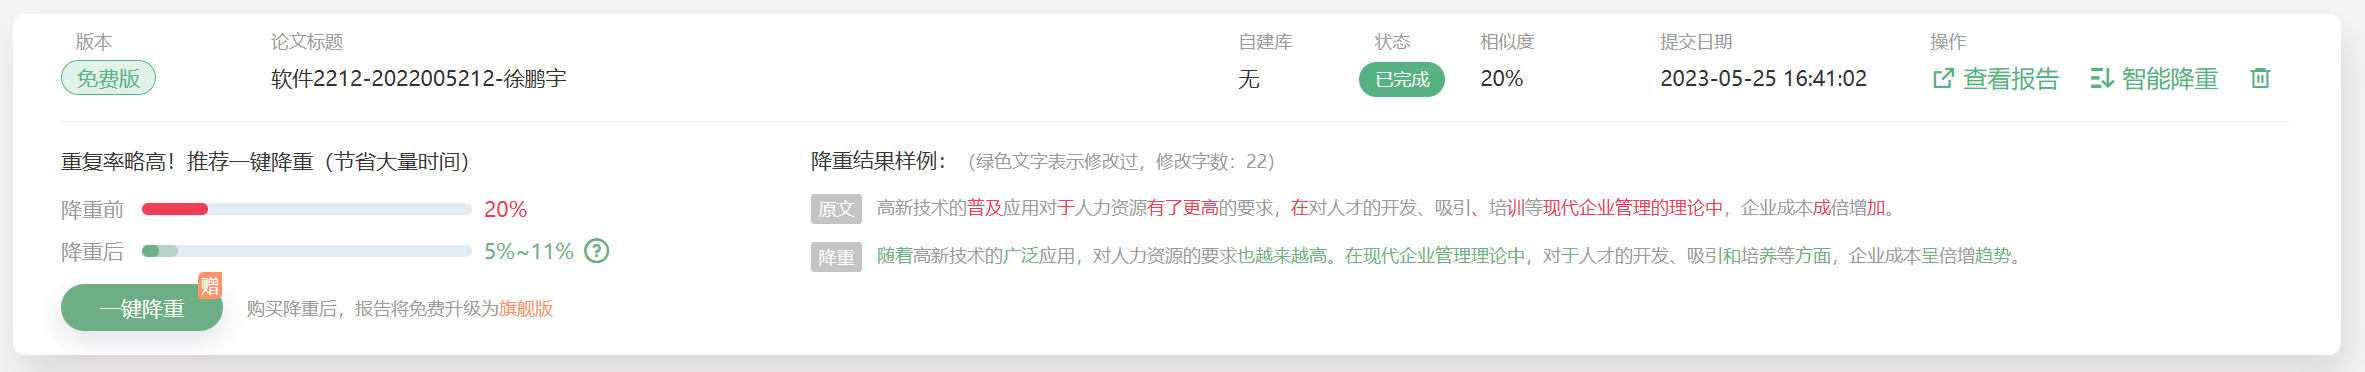 版本 论文标题 自建库 状态 相似度 提交日期 操作
免费版 软件2212-2022005212-徐鹏宇 无 已完成 20% 2023-05-25 16:41:02 查看报告 智能降重
重复率略高！推荐一键降重（节省大量时间）
降重前 20%
降重后 5%~11% ?
赠
一键降重 购买降重后，报告将免费升级为旗舰版
降重结果样例：（绿色文字表示修改过，修改字数：22）
原文 高新技术的普及应用对于人力资源有了更高的要求，在对人才的开发、吸引、培训等现代企业管理的理论中，企业成本成倍增加。
降重 随着高新技术的广泛应用，对人力资源的要求也越来越高。在现代企业管理理论中，对于人才的开发、吸引和培养等方面，企业成本呈倍增趋势。